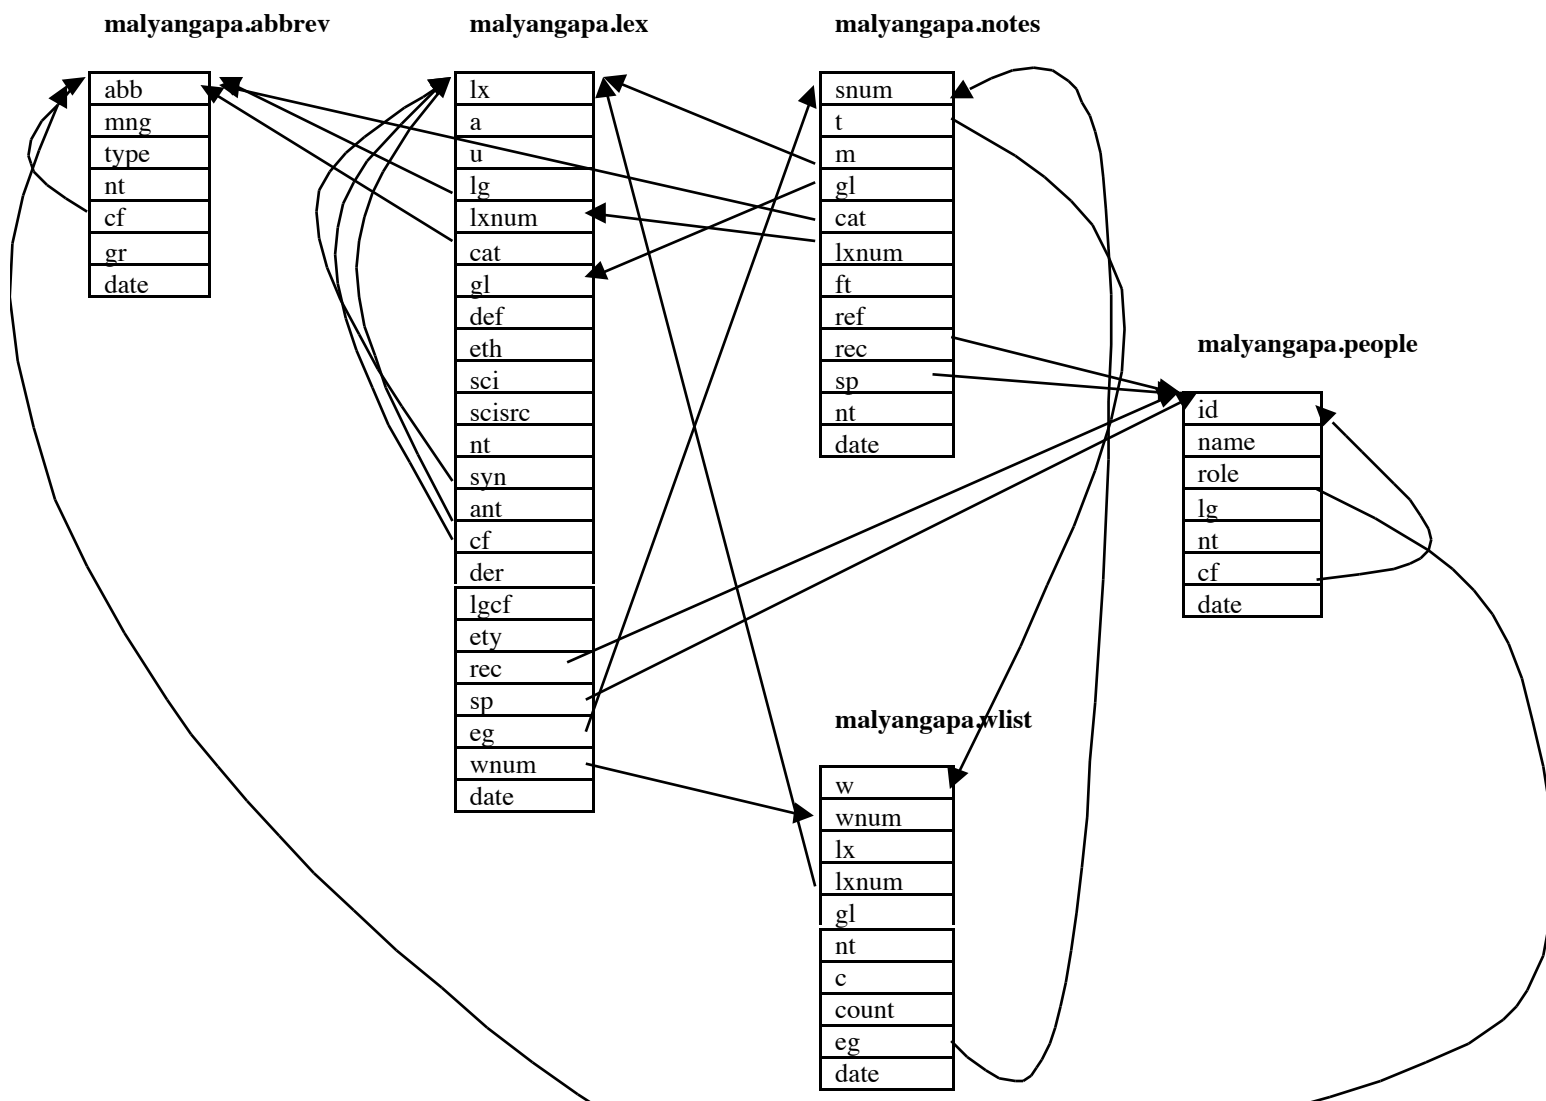 malyangapa.abbrev
abb
mng
type
nt
cf
gr
date
malyangapa.lex
lx
a
u
lg
lxnum
cat
gl
def
eth
sci
scisrc
nt
syn
ant
cf
der
lgcf
ety
rec
sp
eg
wnum
date
malyangapa.notes
snum
t
m
gl
cat
lxnum
ft
ref
rec
sp
nt
date
malyangapa.people
id
name
role
lg
nt
cf
date
malyangapa.wlist
w
wnum
lx
lxnum
gl
nt
c
count
eg
date